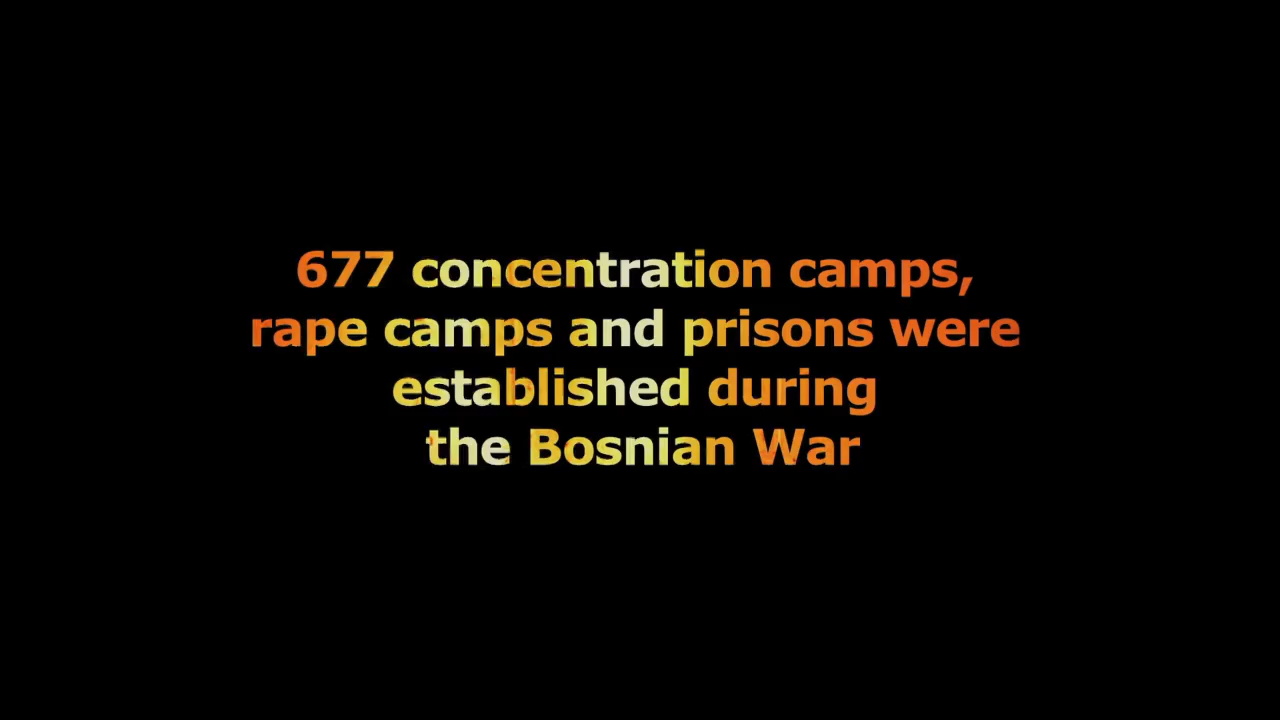 677 concentration camps,
rape camps and prisons were
established during
the Bosnian War